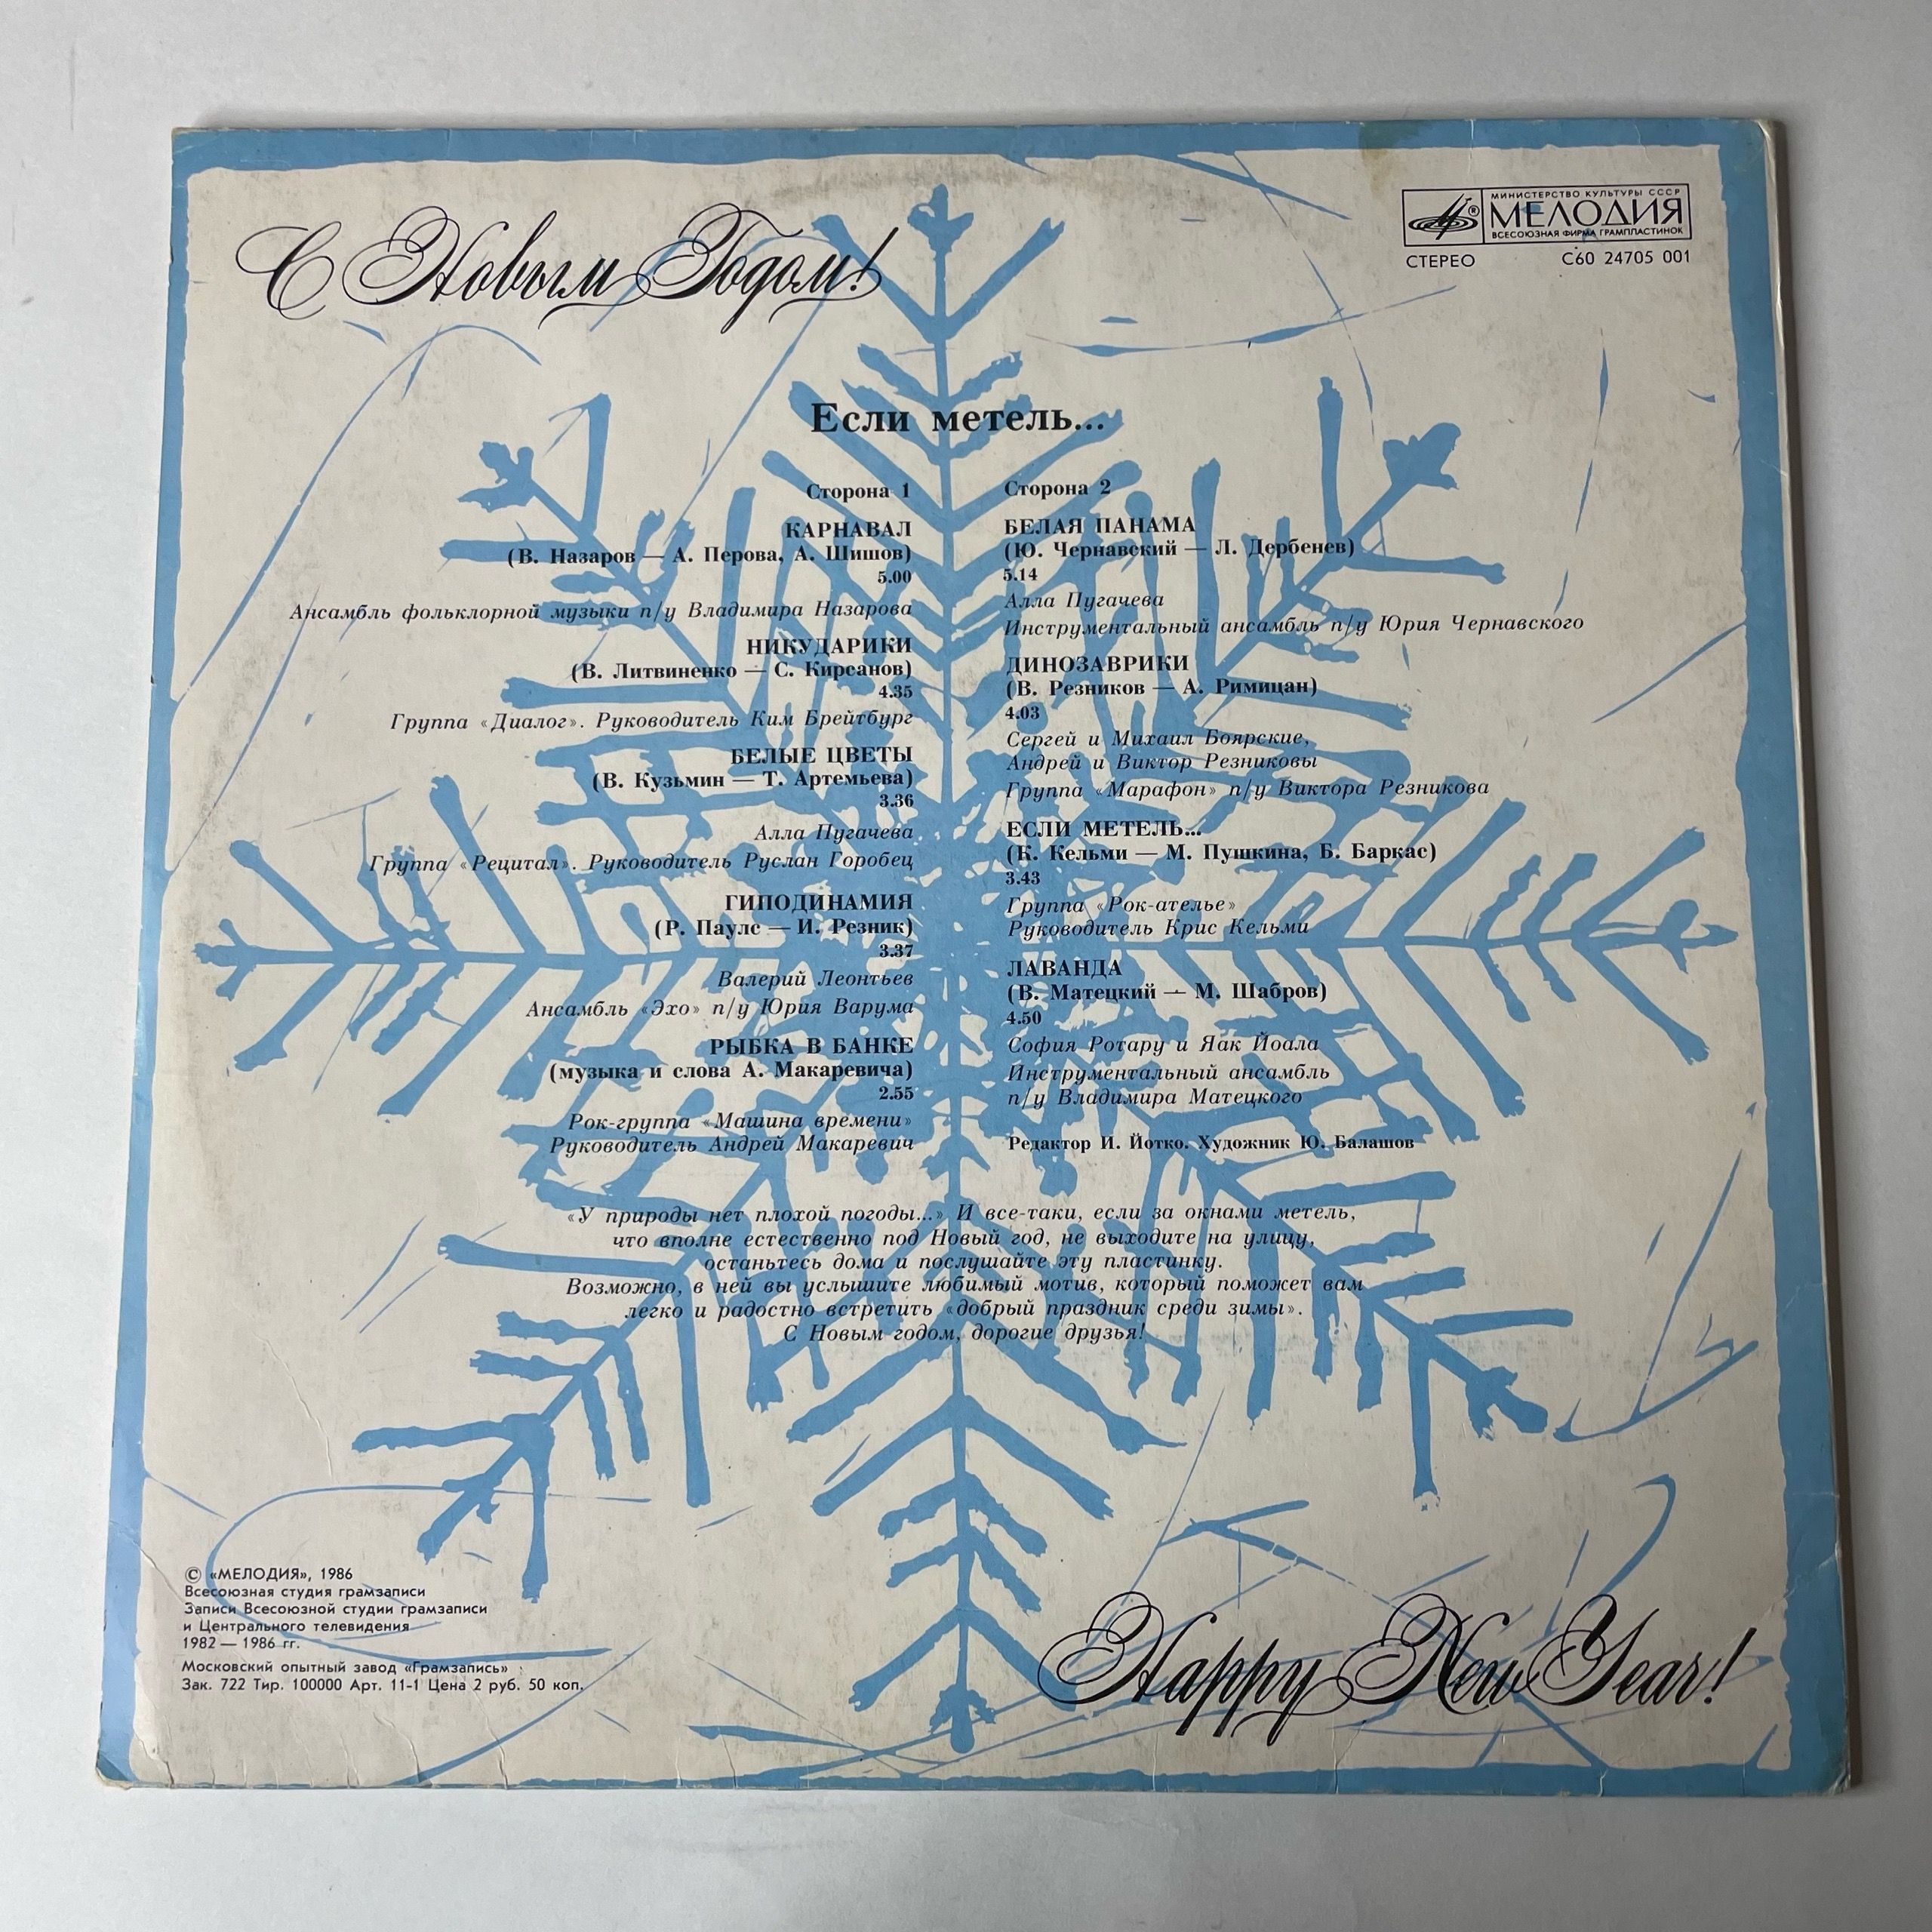 С Новым Годом!
МИНИСТЕРСТВО КУЛЬТУРЫ СССР
МЕЛОДИЯ
ВСЕСОЮЗНАЯ ФИРМА ГРАМПЛАСТИНОК
СТЕРЕО С60 24705 001
Если метель...
Сторона 1
КАРНАВАЛ
(В. Назаров — А. Перова, А. Шишов)
5.00
Ансамбль фольклорной музыки п/у Владимира Назарова
НИКУДАРИКИ
(В. Литвиненко — С. Кирсанов)
4.35
Группа «Диалог». Руководитель Ким Брейтбург
БЕЛЫЕ ЦВЕТЫ
(В. Кузьмин — Т. Артемьева)
3.36
Алла Пугачева
Группа «Рецитал». Руководитель Руслан Горобец
ГИПОДИНАМИЯ
(Р. Паулс — И. Резник)
3.37
Валерий Леонтьев
Ансамбль «Эхо» п/у Юрия Варума
РЫБКА В БАНКЕ
(музыка и слова А. Макаревича)
2.55
Рок-группа «Машина времени»
Руководитель Андрей Макаревич
Сторона 2
БЕЛАЯ ПАНАМА
(Ю. Чернавский — Л. Дербенев)
5.14
Алла Пугачева
Инструментальный ансамбль п/у Юрия Чернавского
ДИНОЗАВРИКИ
(В. Резников — А. Римицан)
4.03
Сергей и Михаил Боярские,
Андрей и Виктор Резниковы
Группа «Марафон» п/у Виктора Резникова
ЕСЛИ МЕТЕЛЬ...
(К. Кельми — М. Пушкина, Б. Баркас)
3.43
Группа «Рок-ателье»
Руководитель Крис Кельми
ЛАВАНДА
(В. Матецкий — М. Шабров)
4.50
София Ротару и Яак Йоала
Инструментальный ансамбль
п/у Владимира Матецкого
Редактор И. Йотко. Художник Ю. Балашов
«У природы нет плохой погоды...» И все-таки, если за окнами метель,
что вполне естественно под Новый год, не выходите на улицу,
останьтесь дома и послушайте эту пластинку.
Возможно, в ней вы услышите любимый мотив, который поможет вам
легко и радостно встретить «добрый праздник среди зимы».
С Новым годом, дорогие друзья!
© «МЕЛОДИЯ», 1986
Всесоюзная студия грамзаписи
Записи Всесоюзной студии грамзаписи
и Центрального телевидения
1982 — 1986 гг.
Московский опытный завод «Грамзапись»
Зак. 722 Тир. 100000 Арт. 11-1 Цена 2 руб. 50 коп.
Happy New Year!